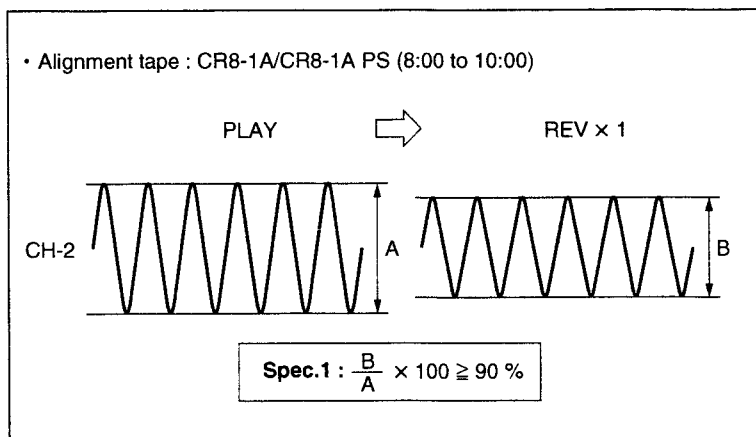 • Alignment tape : CR8-1A/CR8-1A PS (8:00 to 10:00)
PLAY ⇨ REV × 1
CH-2 A B
Spec.1 : B/A × 100 ≧ 90 %